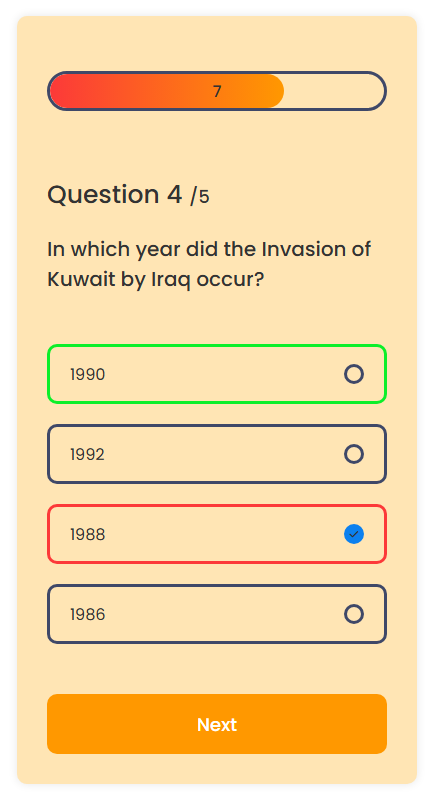 7
Question 4 /5
In which year did the Invasion of
Kuwait by Iraq occur?
1990
1992
1988
1986
Next